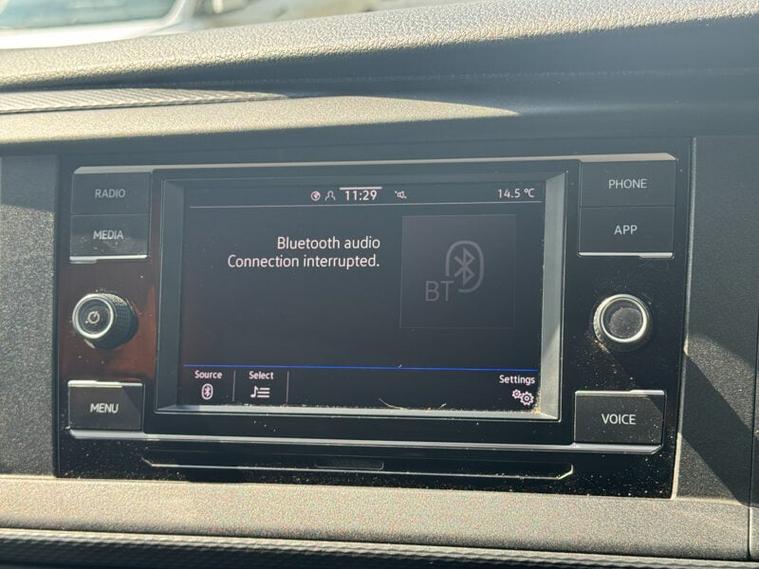 RADIO
MEDIA
MENU
11:29
14.5 °C
Bluetooth audio
Connection interrupted.
BT
Source
Select
Settings
PHONE
APP
VOICE